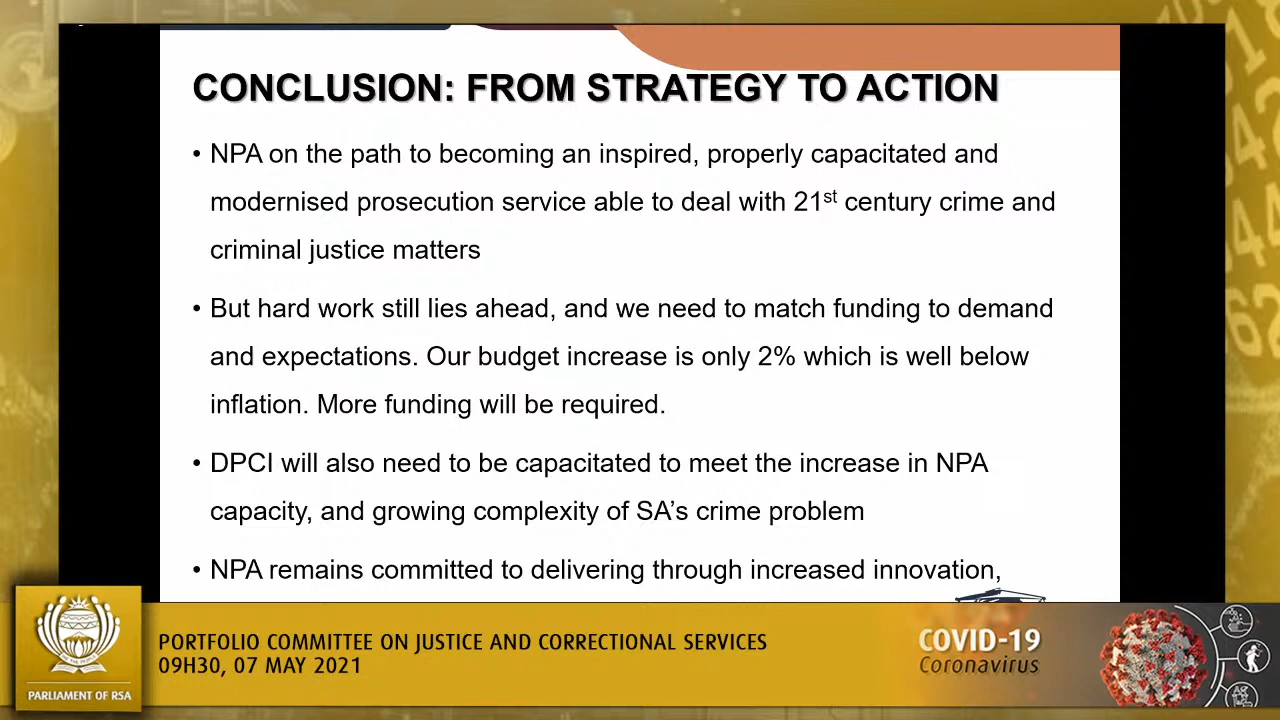 CONCLUSION: FROM STRATEGY TO ACTION
• NPA on the path to becoming an inspired, properly capacitated and
modernised prosecution service able to deal with 21st century crime and
criminal justice matters
• But hard work still lies ahead, and we need to match funding to demand
and expectations. Our budget increase is only 2% which is well below
inflation. More funding will be required.
• DPCI will also need to be capacitated to meet the increase in NPA
capacity, and growing complexity of SA’s crime problem
• NPA remains committed to delivering through increased innovation,
PORTFOLIO COMMITTEE ON JUSTICE AND CORRECTIONAL SERVICES
09H30, 07 MAY 2021
PARLIAMENT OF RSA
COVID-19
Coronavirus